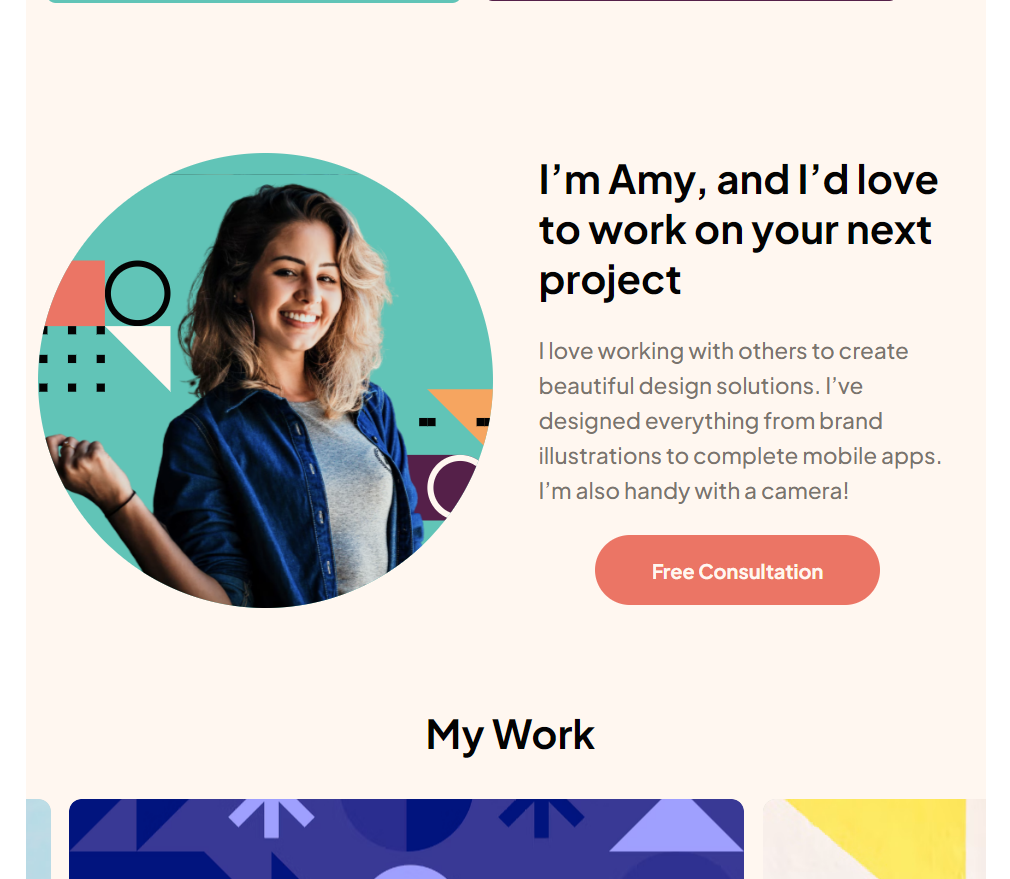 I’m Amy, and I’d love
to work on your next
project
I love working with others to create
beautiful design solutions. I’ve
designed everything from brand
illustrations to complete mobile apps.
I’m also handy with a camera!
Free Consultation
My Work